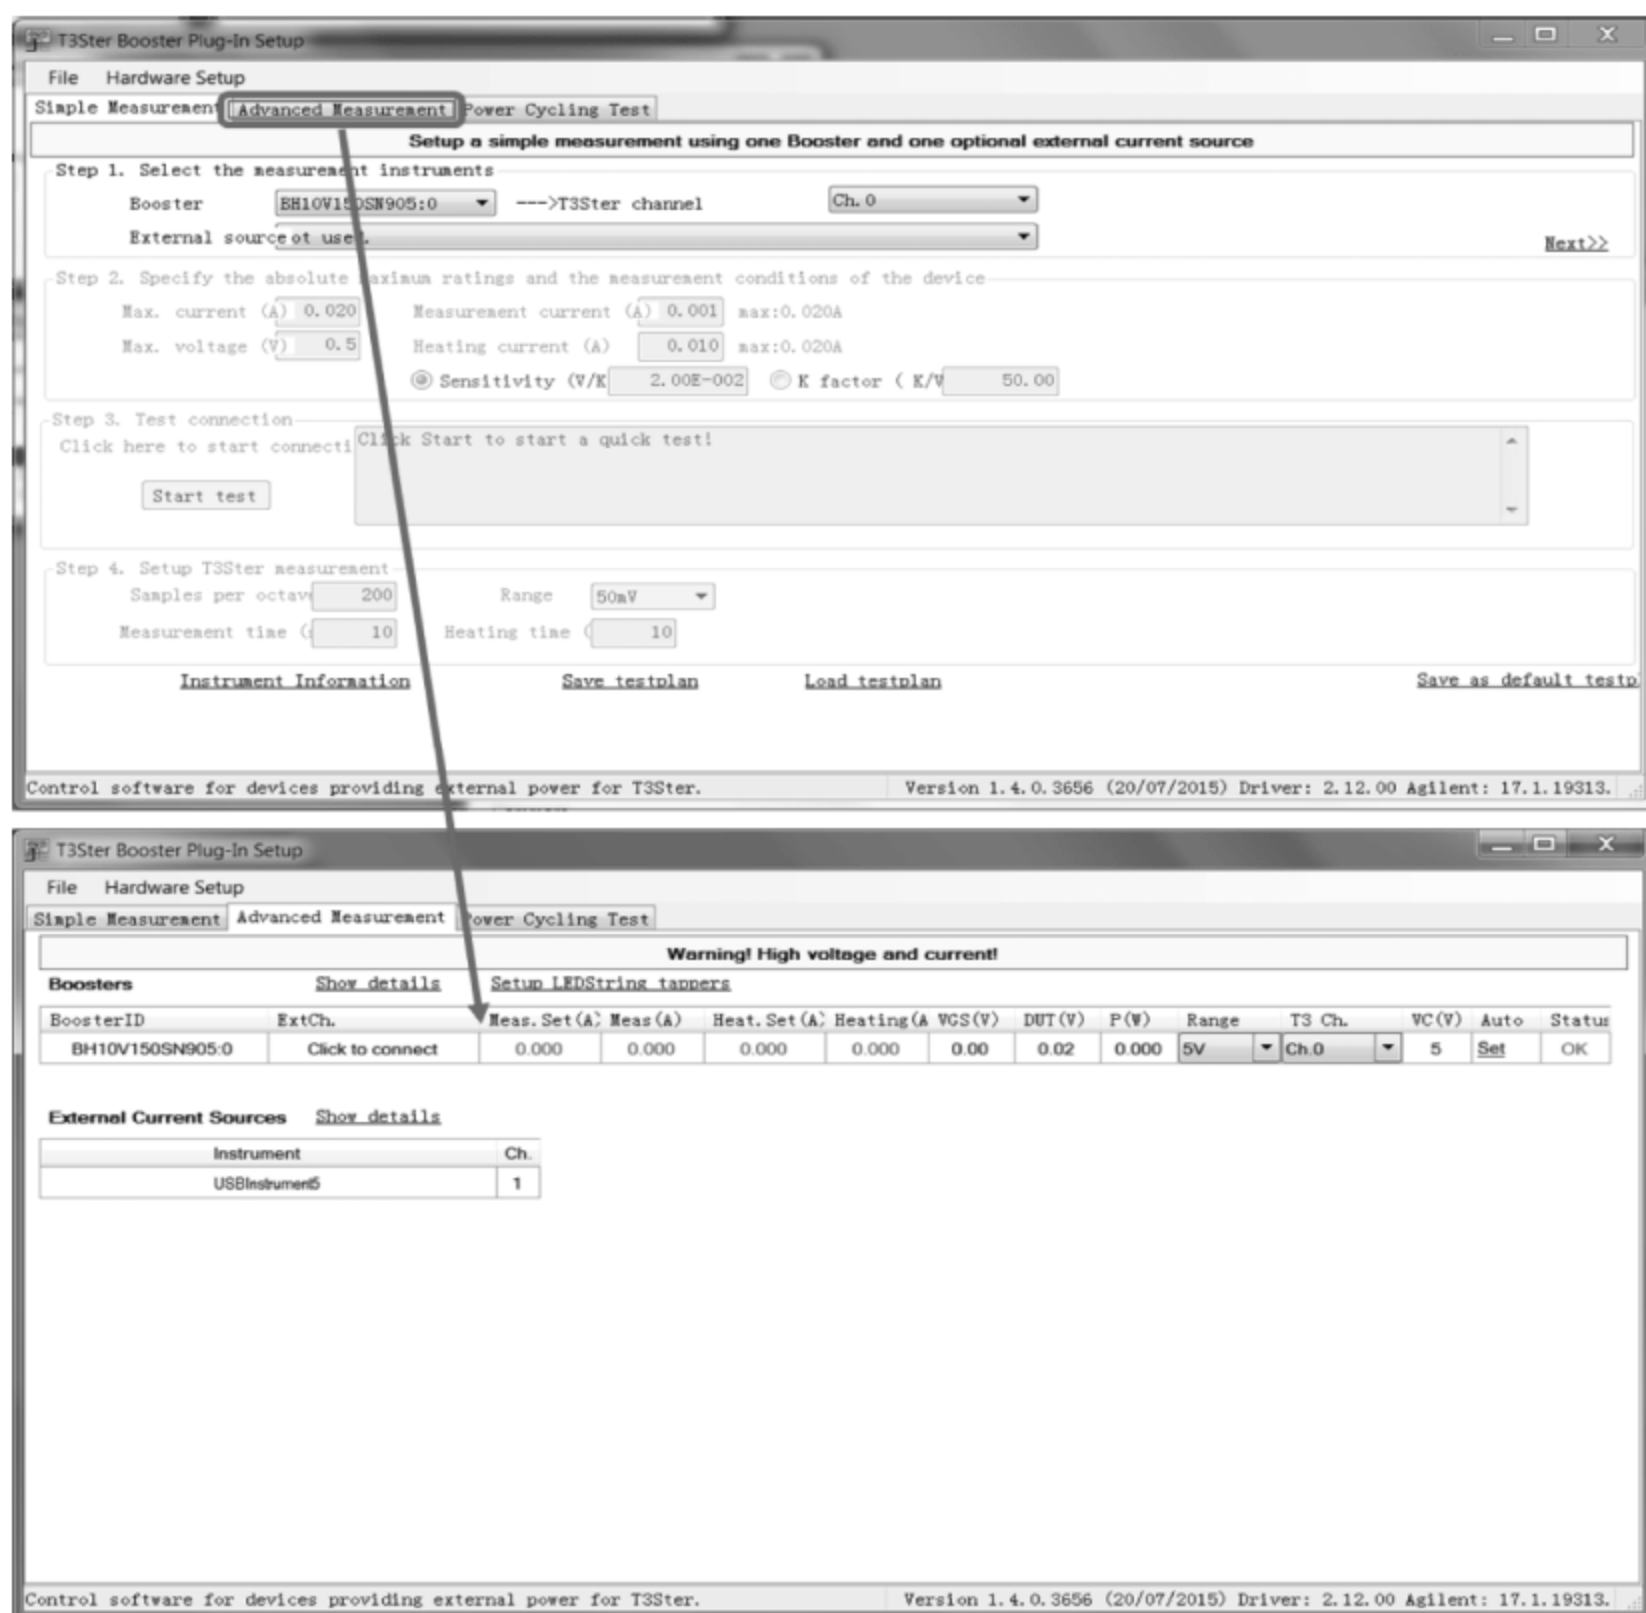 T3Ster Booster Plug-In Setup
File Hardware Setup
Simple Measurement Advanced Measurement Power Cycling Test
Setup a simple measurement using one Booster and one optional external current source
Step 1. Select the measurement instruments
Booster BH10V150SN905:0 --->T3Ster channel Ch.0
External source ot used.
Next>>
Step 2. Specify the absolute maximum ratings and the measurement conditions of the device
Max. current (A) 0.020 Measurement current (A) 0.001 max:0.020A
Max. voltage (V) 0.5 Heating current (A) 0.010 max:0.020A
Sensitivity (V/K 2.00E-002 K factor ( K/V 50.00
Step 3. Test connection
Click here to start connecti Click Start to start a quick test!
Start test
Step 4. Setup T3Ster measurement
Samples per octav 200 Range 50mV
Measurement time ( 10 Heating time ( 10
Instrument Information Save testplan Load testplan Save as default testp
Control software for devices providing external power for T3Ster. Version 1.4.0.3656 (20/07/2015) Driver: 2.12.00 Agilent: 17.1.19313.
T3Ster Booster Plug-In Setup
File Hardware Setup
Simple Measurement Advanced Measurement Power Cycling Test
Warning! High voltage and current!
Boosters Show details Setup LEDString tappers
BoosterID ExtCh. Meas.Set(A) Meas(A) Heat.Set(A) Heating(A VGS(V) DUT(V) P(W) Range T3 Ch. VC(V) Auto Status
BH10V150SN905:0 Click to connect 0.000 0.000 0.000 0.000 0.00 0.02 0.000 5V Ch.0 5 Set OK
External Current Sources Show details
Instrument Ch.
USBInstrument5 1
Control software for devices providing external power for T3Ster. Version 1.4.0.3656 (20/07/2015) Driver: 2.12.00 Agilent: 17.1.19313.